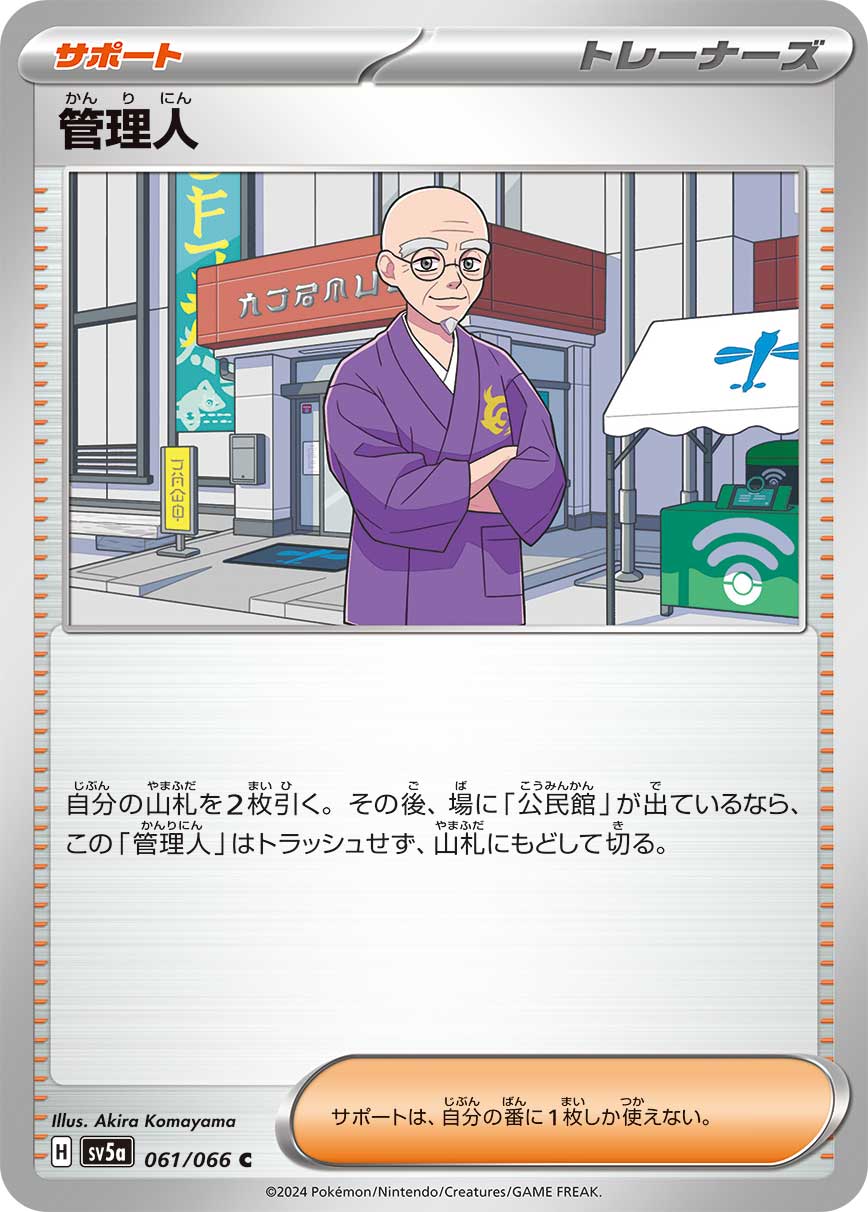 サポート
トレーナーズ
かんりにん
管理人
じぶん やまふだ まい ひ ご ば こうみんかん で
自分の山札を2枚引く。その後、場に「公民館」が出ているなら、
かんりにん やまふだ き
この「管理人」はトラッシュせず、山札にもどして切る。
じぶん ばん まい つか
サポートは、自分の番に1枚しか使えない。
Illus. Akira Komayama
H sv5a 061/066 C
©2024 Pokémon/Nintendo/Creatures/GAME FREAK.